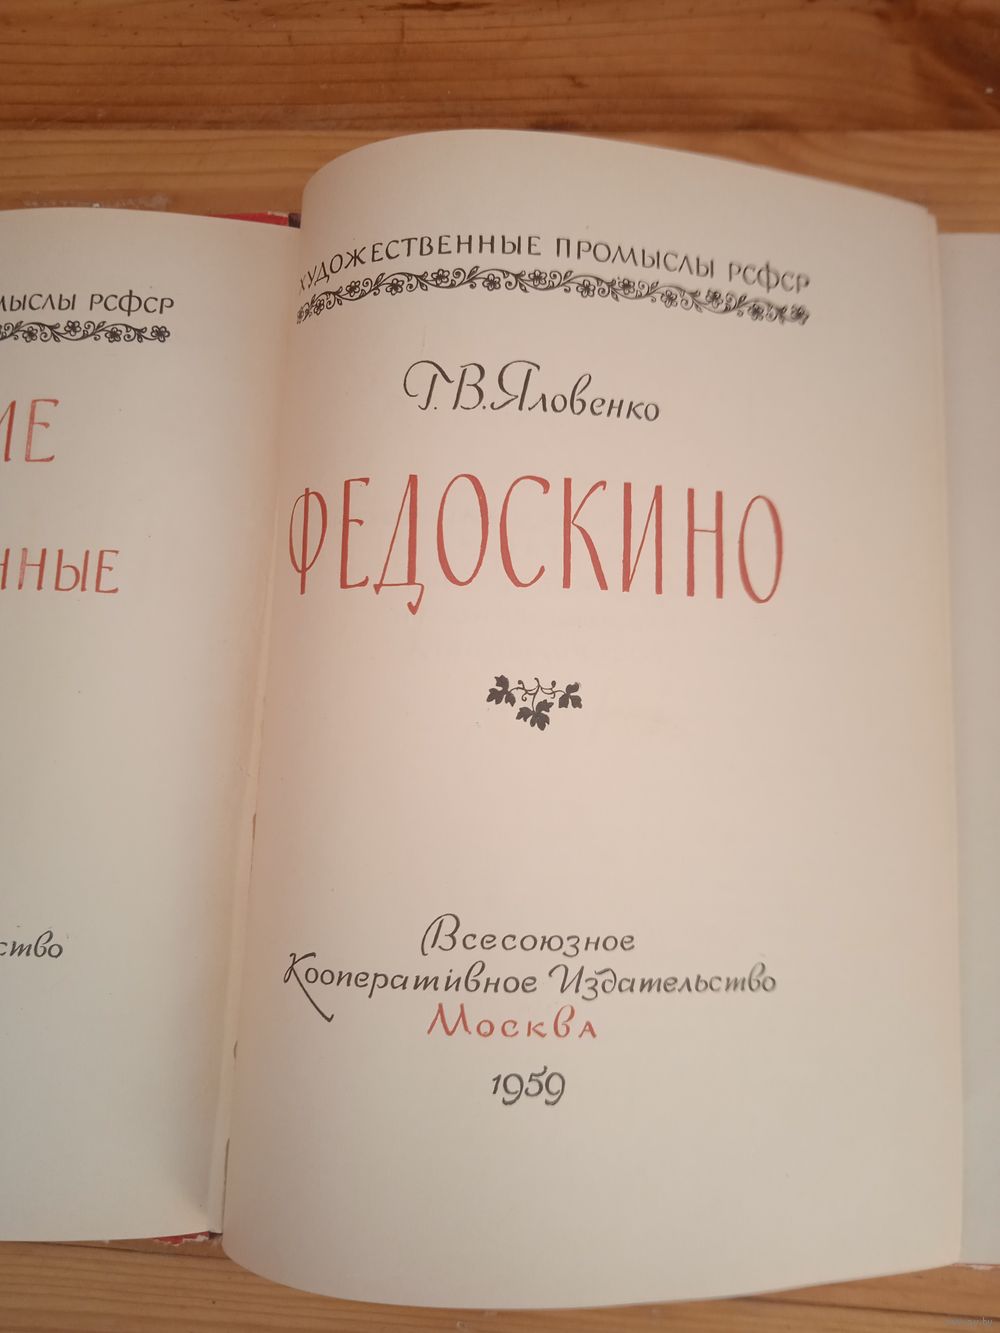 МЫСЛЫ РСФСР
ИЕ
ННЫЕ
ство
ХУДОЖЕСТВЕННЫЕ ПРОМЫСЛЫ РСФСР
Г. В. Яловенко
ФЕДОСКИНО
Всесоюзное
Кооперативное Издательство
Москва
1959